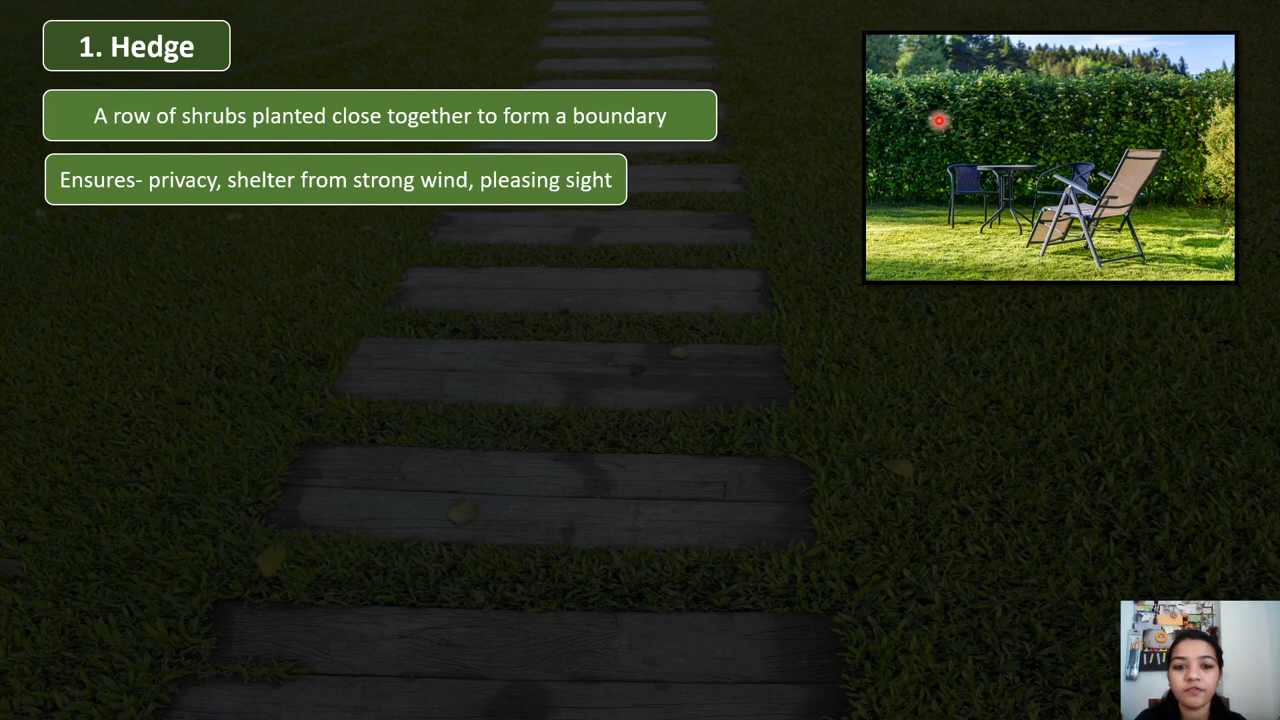 1. Hedge
A row of shrubs planted close together to form a boundary
Ensures- privacy, shelter from strong wind, pleasing sight